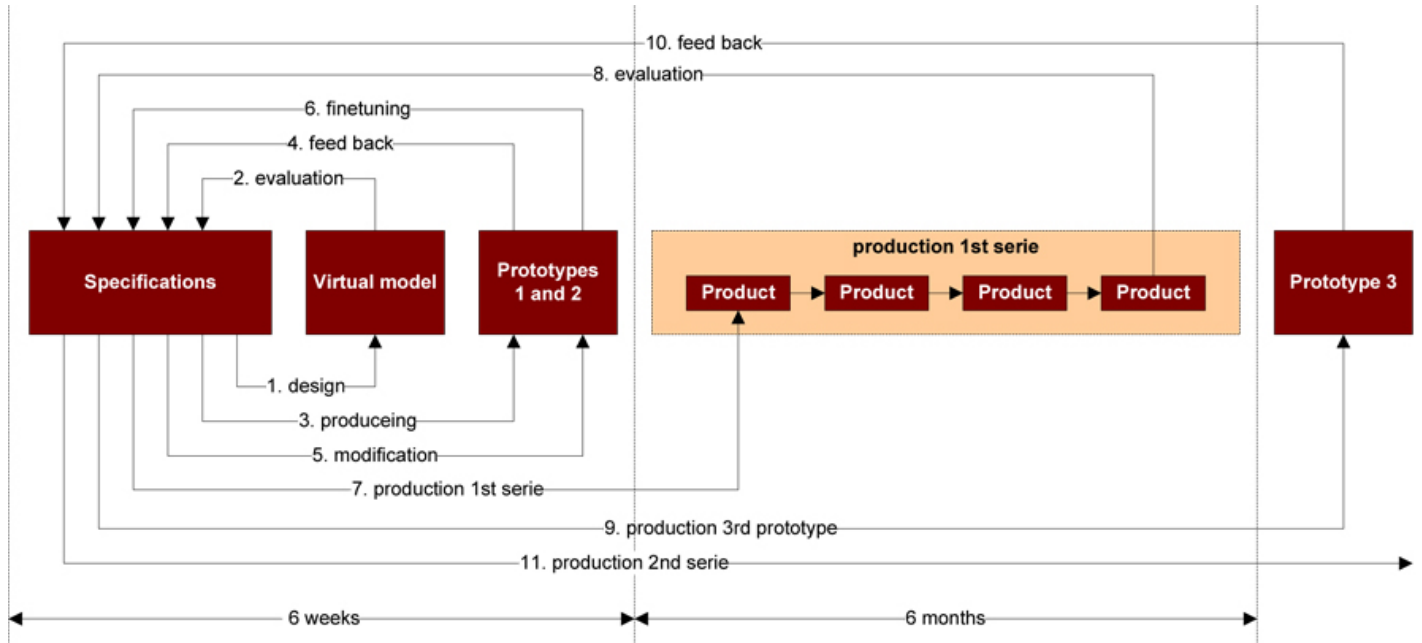 10. feed back
8. evaluation
6. finetuning
4. feed back
2. evaluation
Specifications
Virtual model
Prototypes
1 and 2
production 1st serie
Product
Product
Product
Product
Prototype 3
1. design
3. produceing
5. modification
7. production 1st serie
9. production 3rd prototype
11. production 2nd serie
6 weeks
6 months